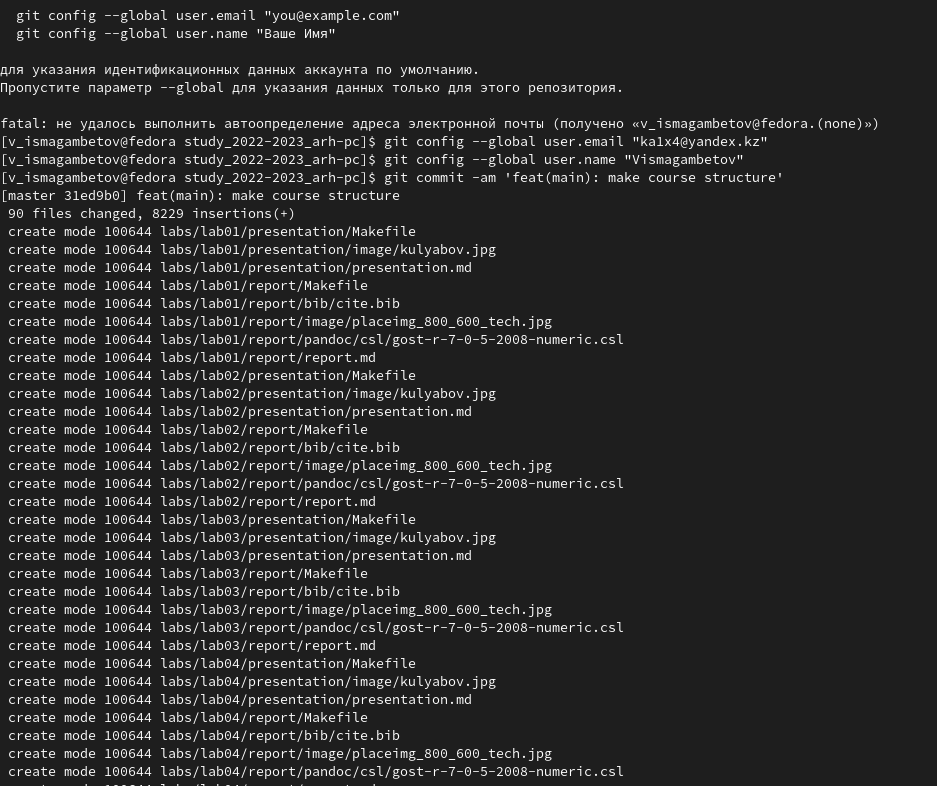 git config --global user.email "you@example.com"
git config --global user.name "Ваше Имя"
для указания идентификационных данных аккаунта по умолчанию.
Пропустите параметр --global для указания данных только для этого репозитория.
fatal: не удалось выполнить автоопределение адреса электронной почты (получено «v_ismagambetov@fedora.(none)»)
[v_ismagambetov@fedora study_2022-2023_arh-pc]$ git config --global user.email "ka1x4@yandex.kz"
[v_ismagambetov@fedora study_2022-2023_arh-pc]$ git config --global user.name "Vismagambetov"
[v_ismagambetov@fedora study_2022-2023_arh-pc]$ git commit -am 'feat(main): make course structure'
[master 31ed9b0] feat(main): make course structure
90 files changed, 8229 insertions(+)
create mode 100644 labs/lab01/presentation/Makefile
create mode 100644 labs/lab01/presentation/image/kulyabov.jpg
create mode 100644 labs/lab01/presentation/presentation.md
create mode 100644 labs/lab01/report/Makefile
create mode 100644 labs/lab01/report/bib/cite.bib
create mode 100644 labs/lab01/report/image/placeimg_800_600_tech.jpg
create mode 100644 labs/lab01/report/pandoc/csl/gost-r-7-0-5-2008-numeric.csl
create mode 100644 labs/lab01/report/report.md
create mode 100644 labs/lab02/presentation/Makefile
create mode 100644 labs/lab02/presentation/image/kulyabov.jpg
create mode 100644 labs/lab02/presentation/presentation.md
create mode 100644 labs/lab02/report/Makefile
create mode 100644 labs/lab02/report/bib/cite.bib
create mode 100644 labs/lab02/report/image/placeimg_800_600_tech.jpg
create mode 100644 labs/lab02/report/pandoc/csl/gost-r-7-0-5-2008-numeric.csl
create mode 100644 labs/lab02/report/report.md
create mode 100644 labs/lab03/presentation/Makefile
create mode 100644 labs/lab03/presentation/image/kulyabov.jpg
create mode 100644 labs/lab03/presentation/presentation.md
create mode 100644 labs/lab03/report/Makefile
create mode 100644 labs/lab03/report/bib/cite.bib
create mode 100644 labs/lab03/report/image/placeimg_800_600_tech.jpg
create mode 100644 labs/lab03/report/pandoc/csl/gost-r-7-0-5-2008-numeric.csl
create mode 100644 labs/lab03/report/report.md
create mode 100644 labs/lab04/presentation/Makefile
create mode 100644 labs/lab04/presentation/image/kulyabov.jpg
create mode 100644 labs/lab04/presentation/presentation.md
create mode 100644 labs/lab04/report/Makefile
create mode 100644 labs/lab04/report/bib/cite.bib
create mode 100644 labs/lab04/report/image/placeimg_800_600_tech.jpg
create mode 100644 labs/lab04/report/pandoc/csl/gost-r-7-0-5-2008-numeric.csl